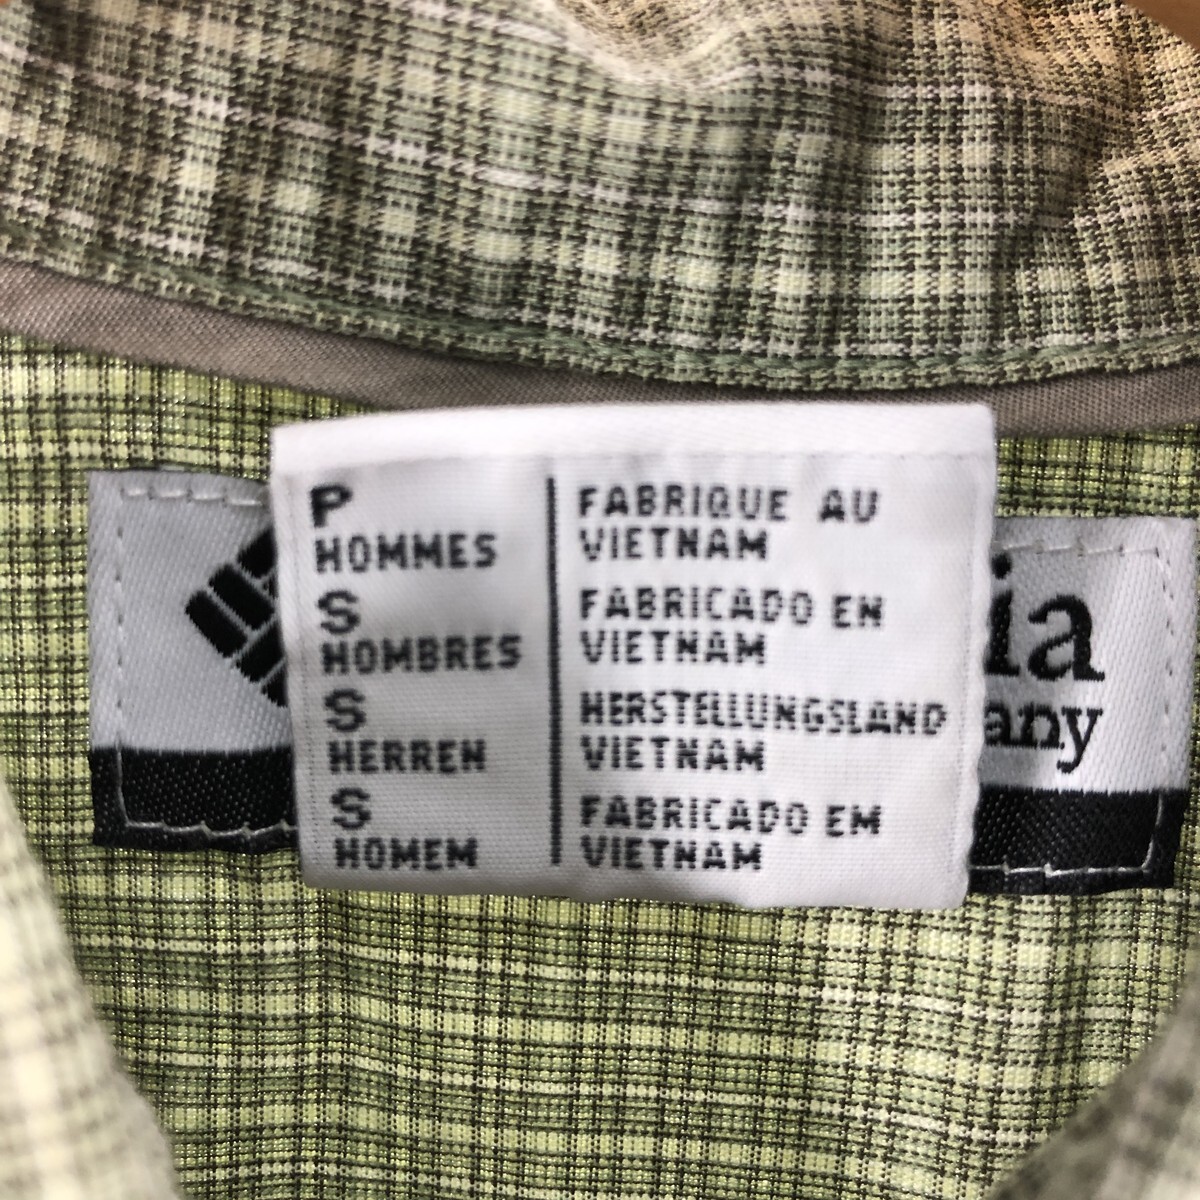 P
HOMMES
S
HOMBRES
S
HERREN
S
HOMEM
FABRIQUE AU
VIETNAM
FABRICADO EN
VIETNAM
HERSTELLUNGSLAND
VIETNAM
FABRICADO EM
VIETNAM
ia
any